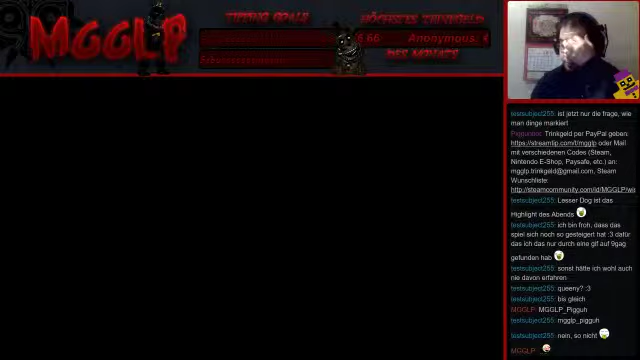 MGGLP
TIPPING GOALS
HÖCHSTES TRINKGELD
66 Anonymous: €
DES MONATS
testsubject255: ist jetzt nur die frage, wie
man dinge markiert
Trinkgeld per PayPal geben:
https://streamtip.com/t/mgglp oder Mail
mit verschiedenen Codes (Steam,
Nintendo E-Shop, Paysafe, etc.) an:
mgglp.trinkgeld@gmail.com, Steam
Wunschliste:
http://steamcommunity.com/id/MGGLP/wis
testsubject255: Lesser Dog ist das
Highlight des Abends
testsubject255: ich bin froh, dass das
spiel sich noch so gesteigert hat :3 dafür
das ich das nur durch eine gif auf 9gag
gefunden hab
testsubject255: sonst hätte ich wohl auch
nie davon erfahren
testsubject255: queeny? :3
testsubject255: bis gleich
MGGLP: MGGLP_Pigguh
testsubject255: mgglp_pigguh
testsubject255: nein, so nicht
MGGLP: